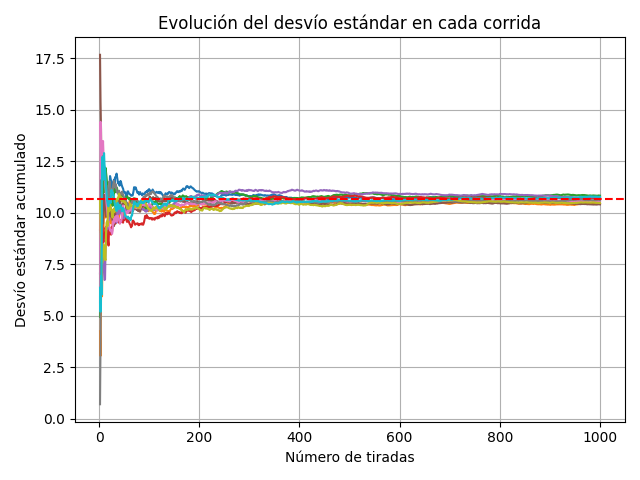 Evolución del desvío estándar en cada corrida
17.5
15.0
12.5
10.0
7.5
5.0
2.5
0.0
Desvío estandar acumulado
0 200 400 600 800 1000
Número de tiradas